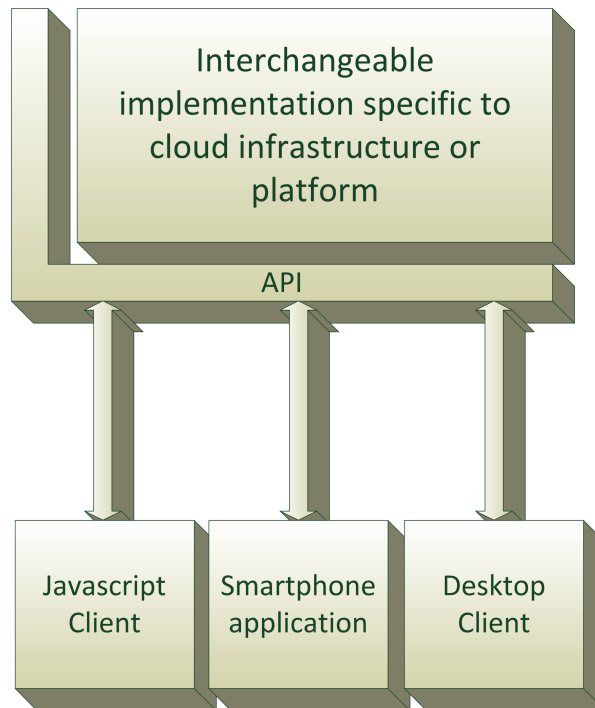 Interchangeable
implementation specific to
cloud infrastructure or
platform
API
Javascript
Client
Smartphone
application
Desktop
Client